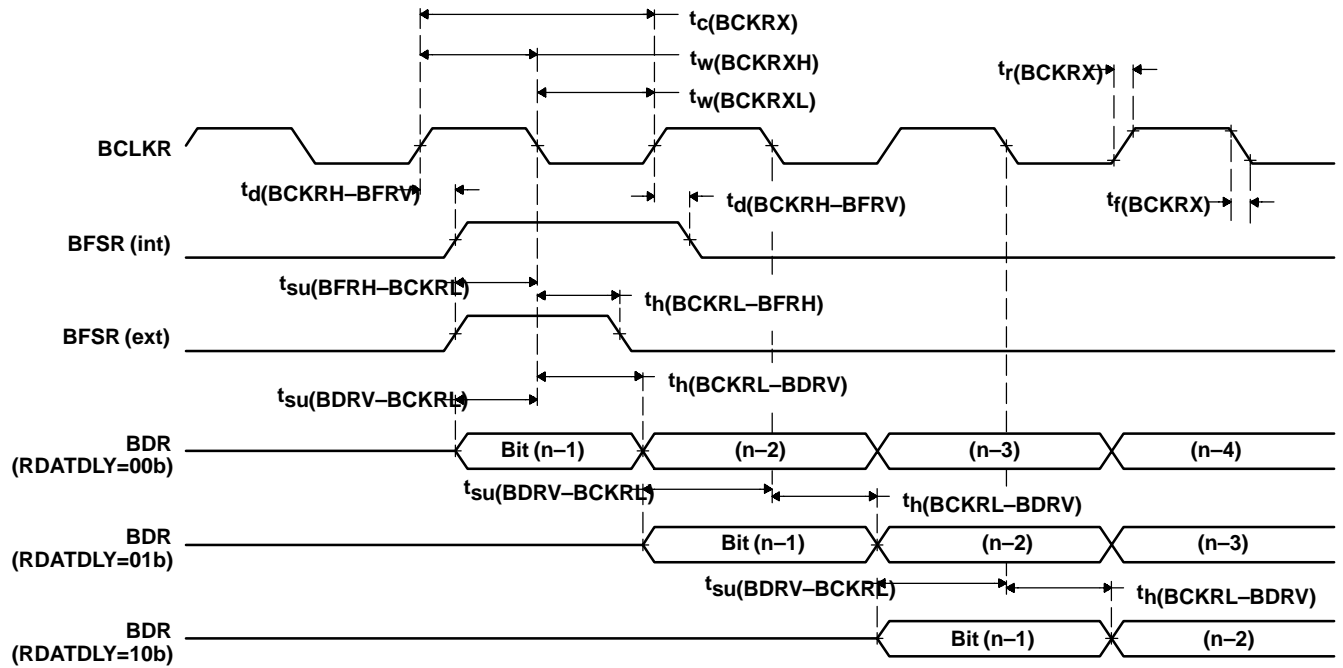 tc(BCKRX)
tw(BCKRXH)
tr(BCKRX)
tw(BCKRXL)
BCLKR
td(BCKRH–BFRV)
td(BCKRH–BFRV)
tf(BCKRX)
BFSR (int)
tsu(BFRH–BCKRL)
th(BCKRL–BFRH)
BFSR (ext)
th(BCKRL–BDRV)
tsu(BDRV–BCKRL)
BDR
(RDATDLY=00b)
Bit (n–1) (n–2) (n–3) (n–4)
tsu(BDRV–BCKRL)
th(BCKRL–BDRV)
BDR
(RDATDLY=01b)
Bit (n–1) (n–2) (n–3)
tsu(BDRV–BCKRL)
th(BCKRL–BDRV)
BDR
(RDATDLY=10b)
Bit (n–1) (n–2)